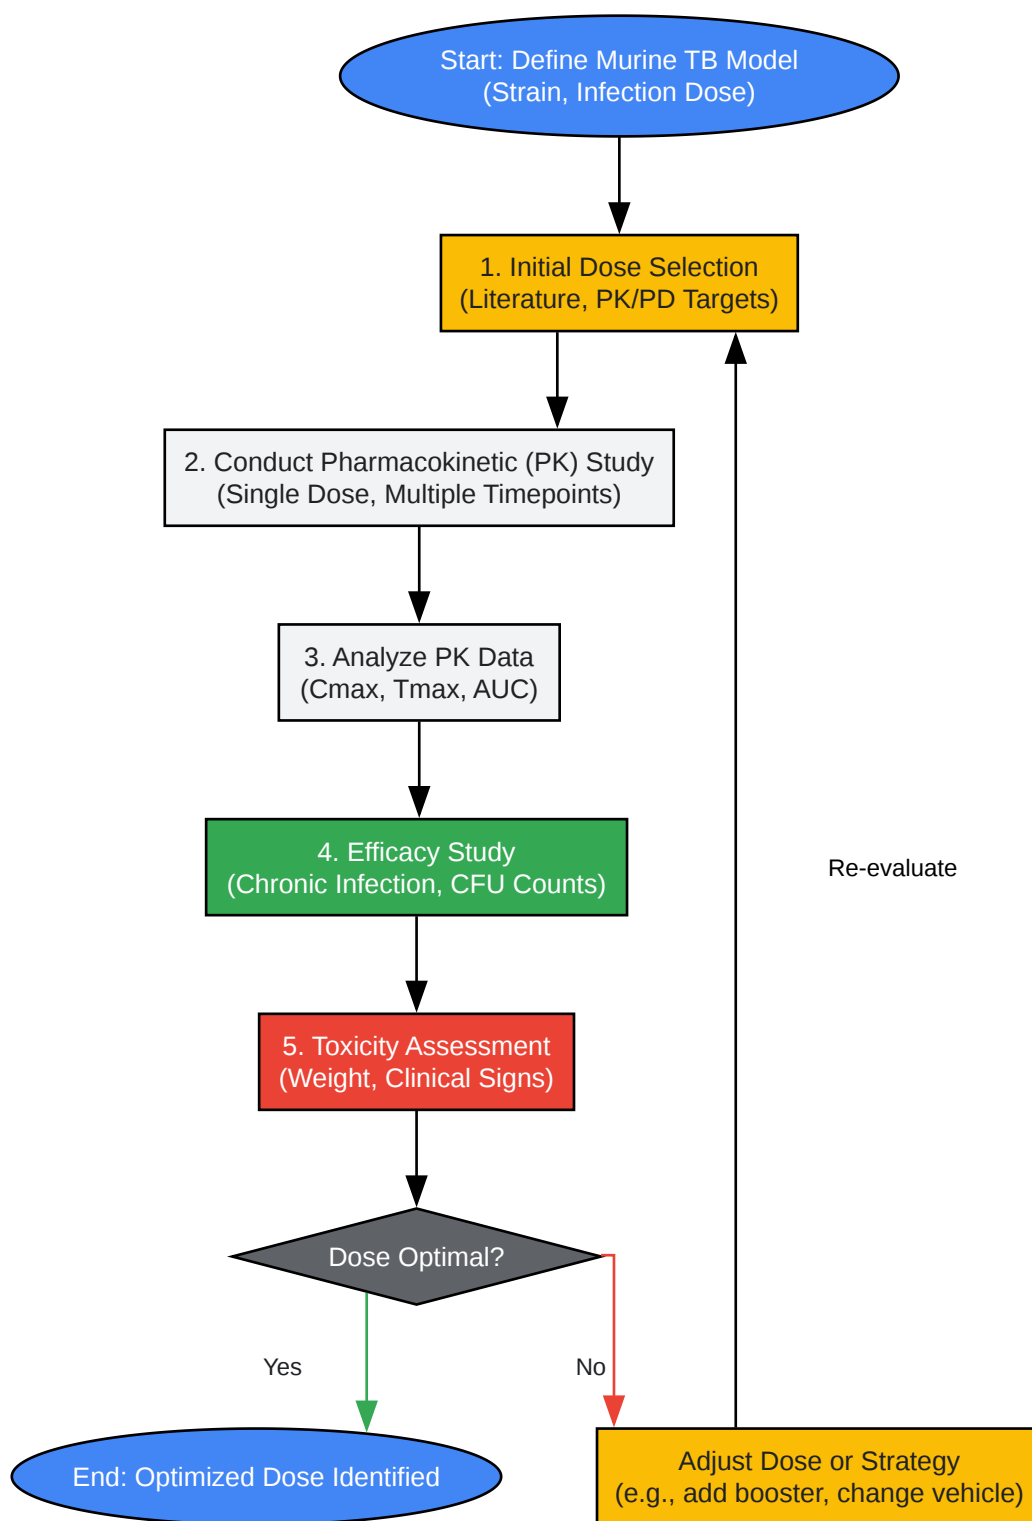 Start: Define Murine TB Model
(Strain, Infection Dose)
1. Initial Dose Selection
(Literature, PK/PD Targets)
2. Conduct Pharmacokinetic (PK) Study
(Single Dose, Multiple Timepoints)
3. Analyze PK Data
(Cmax, Tmax, AUC)
4. Efficacy Study
(Chronic Infection, CFU Counts)
Re-evaluate
5. Toxicity Assessment
(Weight, Clinical Signs)
Dose Optimal?
Yes
No
End: Optimized Dose Identified
Adjust Dose or Strategy
(e.g., add booster, change vehicle)